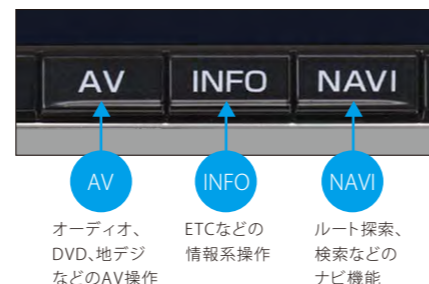 AV INFO NAVI
AV INFO NAVI
オーディオ、
DVD、地デジ
などのAV操作
ETCなどの
情報系操作
ルート探索、
検索などの
ナビ機能